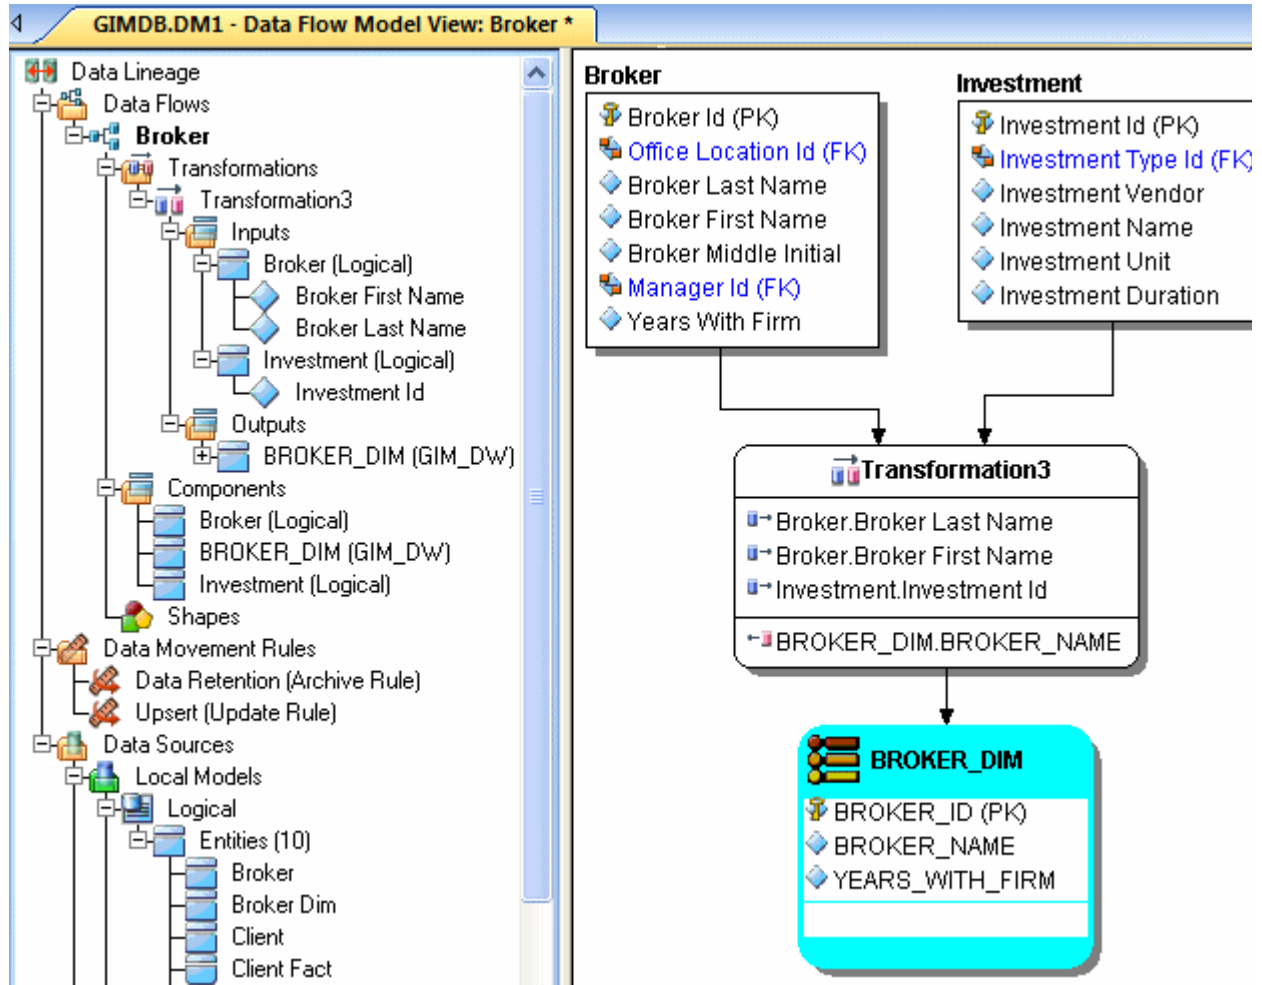 GIMDB.DM1 - Data Flow Model View: Broker *
Data Lineage
Data Flows
Broker
Transformations
Transformation3
Inputs
Broker (Logical)
Broker First Name
Broker Last Name
Investment (Logical)
Investment Id
Outputs
BROKER_DIM (GIM_DW)
Components
Broker (Logical)
BROKER_DIM (GIM_DW)
Investment (Logical)
Shapes
Data Movement Rules
Data Retention (Archive Rule)
Upsert (Update Rule)
Data Sources
Local Models
Logical
Entities (10)
Broker
Broker Dim
Client
Client Fact
Broker
Broker Id (PK)
Office Location Id (FK)
Broker Last Name
Broker First Name
Broker Middle Initial
Manager Id (FK)
Years With Firm
Investment
Investment Id (PK)
Investment Type Id (FK)
Investment Vendor
Investment Name
Investment Unit
Investment Duration
Transformation3
Broker.Broker Last Name
Broker.Broker First Name
Investment.Investment Id
BROKER_DIM.BROKER_NAME
BROKER_DIM
BROKER_ID (PK)
BROKER_NAME
YEARS_WITH_FIRM